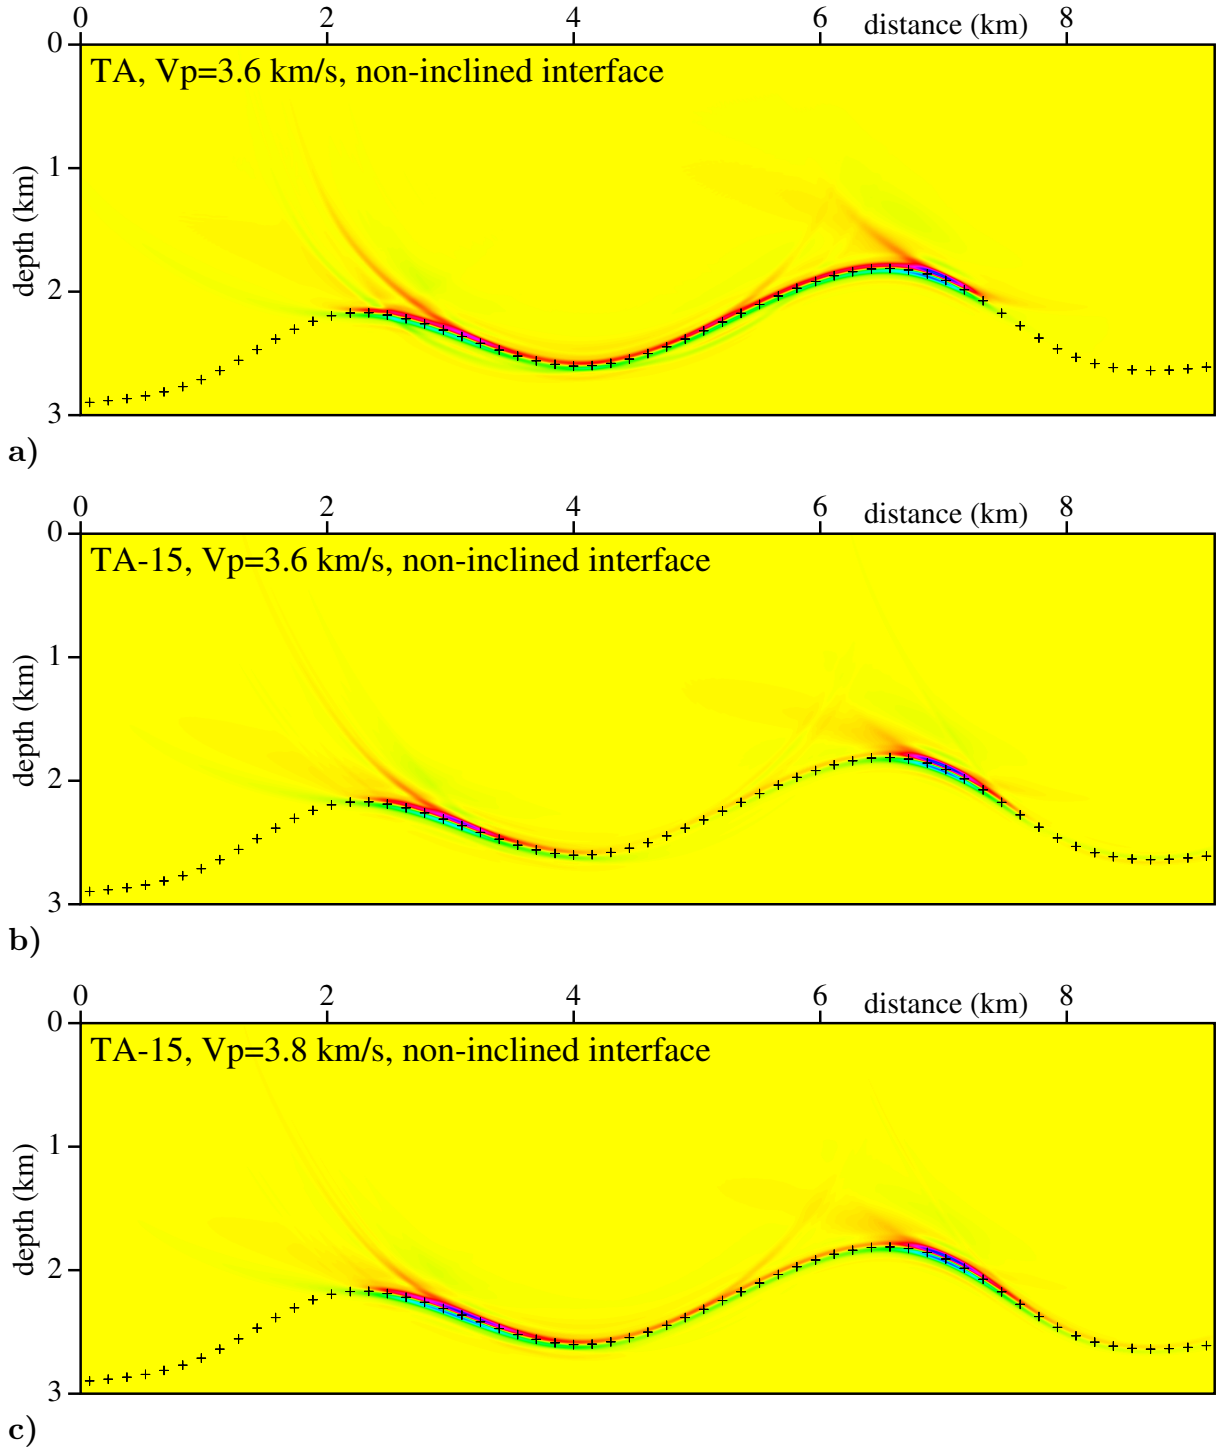 0 2 4 6 distance (km) 8
0
TA, Vp=3.6 km/s, non-inclined interface
1
depth (km)
2
3
a)
0 2 4 6 distance (km) 8
0
TA-15, Vp=3.6 km/s, non-inclined interface
1
depth (km)
2
3
b)
0 2 4 6 distance (km) 8
0
TA-15, Vp=3.8 km/s, non-inclined interface
1
depth (km)
2
3
c)